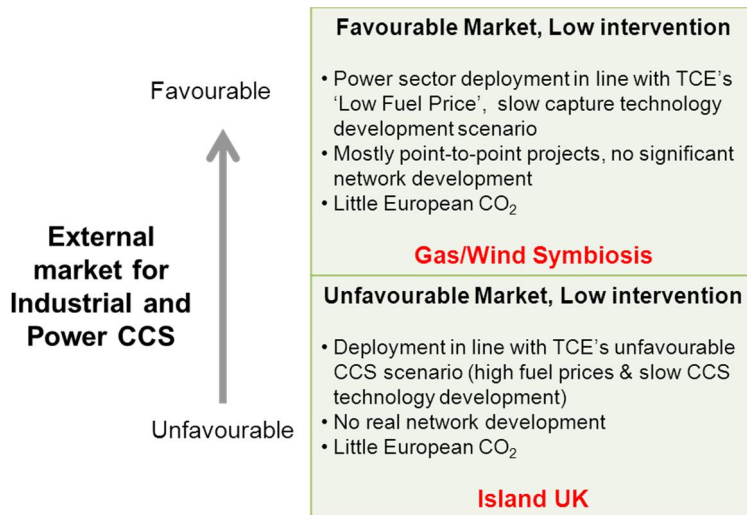 Favourable
External
market for
Industrial and
Power CCS
Unfavourable
Favourable Market, Low intervention
• Power sector deployment in line with TCE’s
‘Low Fuel Price’, slow capture technology
development scenario
• Mostly point-to-point projects, no significant
network development
• Little European CO₂
Gas/Wind Symbiosis
Unfavourable Market, Low intervention
• Deployment in line with TCE’s unfavourable
CCS scenario (high fuel prices & slow CCS
technology development)
• No real network development
• Little European CO₂
Island UK